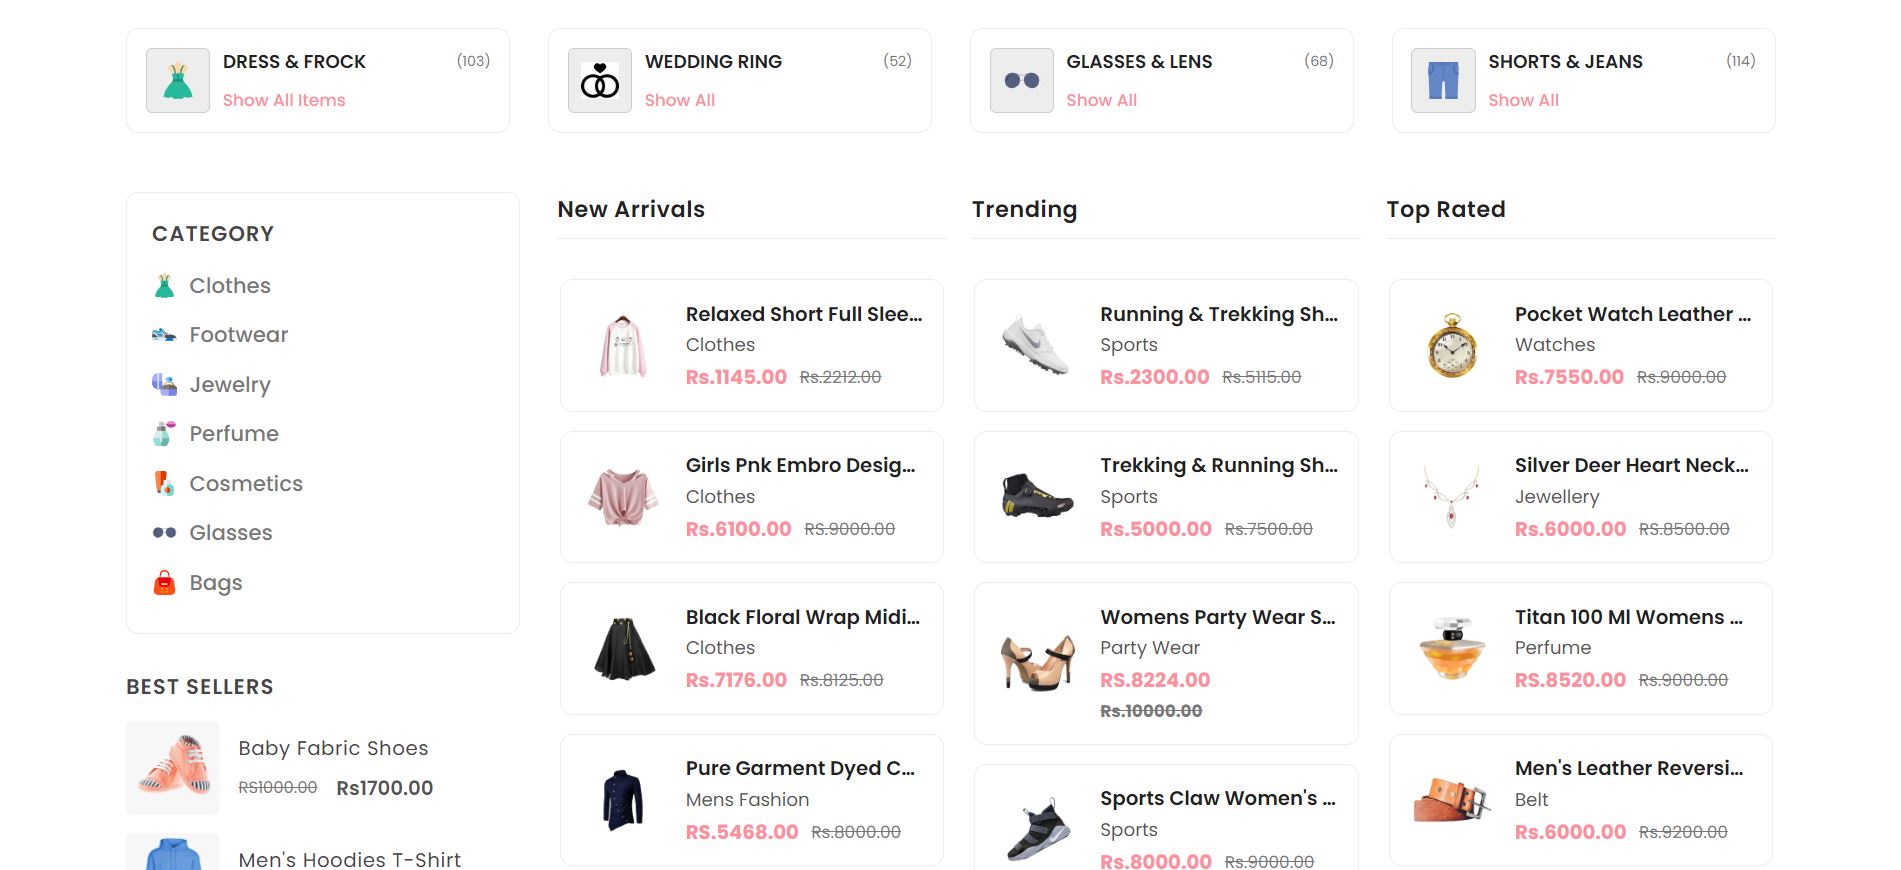 DRESS & FROCK (103)
Show All Items
WEDDING RING (52)
Show All
GLASSES & LENS (68)
Show All
SHORTS & JEANS (114)
Show All
CATEGORY
Clothes
Footwear
Jewelry
Perfume
Cosmetics
Glasses
Bags
BEST SELLERS
Baby Fabric Shoes
RS1000.00 Rs1700.00
Men's Hoodies T-Shirt
New Arrivals
Relaxed Short Full Slee...
Clothes
Rs.1145.00 Rs.2212.00
Girls Pnk Embro Desig...
Clothes
Rs.6100.00 RS.9000.00
Black Floral Wrap Midi...
Clothes
Rs.7176.00 Rs.8125.00
Pure Garment Dyed C...
Mens Fashion
RS.5468.00 Rs.8000.00
Trending
Running & Trekking Sh...
Sports
Rs.2300.00 Rs.5115.00
Trekking & Running Sh...
Sports
Rs.5000.00 Rs.7500.00
Womens Party Wear S...
Party Wear
RS.8224.00
Rs.10000.00
Sports Claw Women's ...
Sports
Rs.8000.00 Rs.9000.00
Top Rated
Pocket Watch Leather ...
Watches
Rs.7550.00 Rs.9000.00
Silver Deer Heart Neck...
Jewellery
Rs.6000.00 RS.8500.00
Titan 100 Ml Womens ...
Perfume
RS.8520.00 Rs.9000.00
Men's Leather Reversi...
Belt
Rs.6000.00 Rs.9200.00